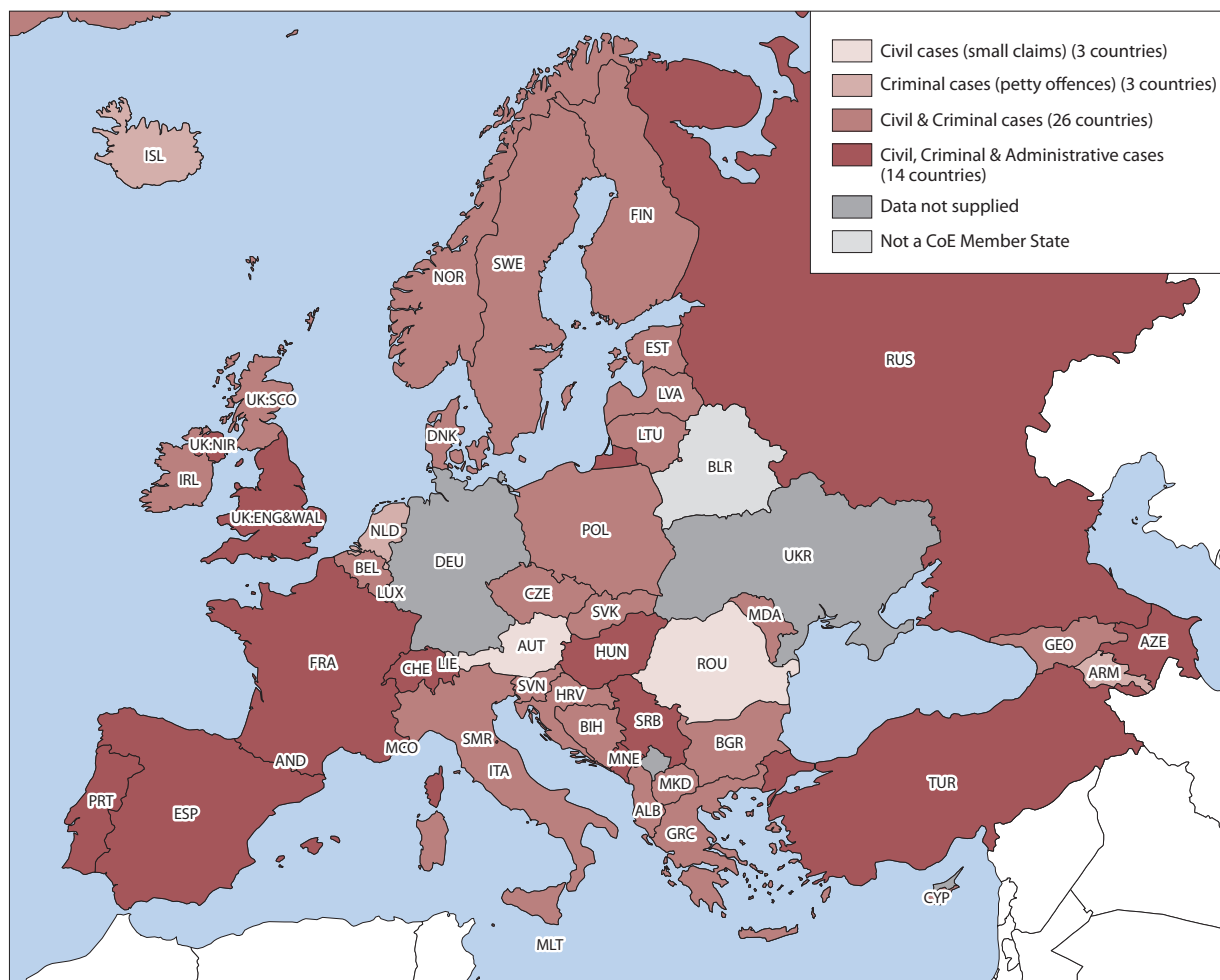 Civil cases (small claims) (3 countries)
Criminal cases (petty offences) (3 countries)
Civil & Criminal cases (26 countries)
Civil, Criminal & Administrative cases
(14 countries)
Data not supplied
Not a CoE Member State
ISL
FIN
SWE
NOR
RUS
EST
LVA
UK:SCO
DNK
LTU
UK:NIR
BLR
IRL
UK:ENG&WAL
NLD
POL
DEU
UKR
BEL
LUX
CZE
SVK
MDA
AUT
HUN
GEO
AZE
FRA
CHE
LIE
ROU
ARM
SVN
HRV
SRB
BIH
MCO
SMR
BGR
AND
MNE
ITA
MKD
TUR
PRT
ESP
ALB
GRC
CYP
MLT